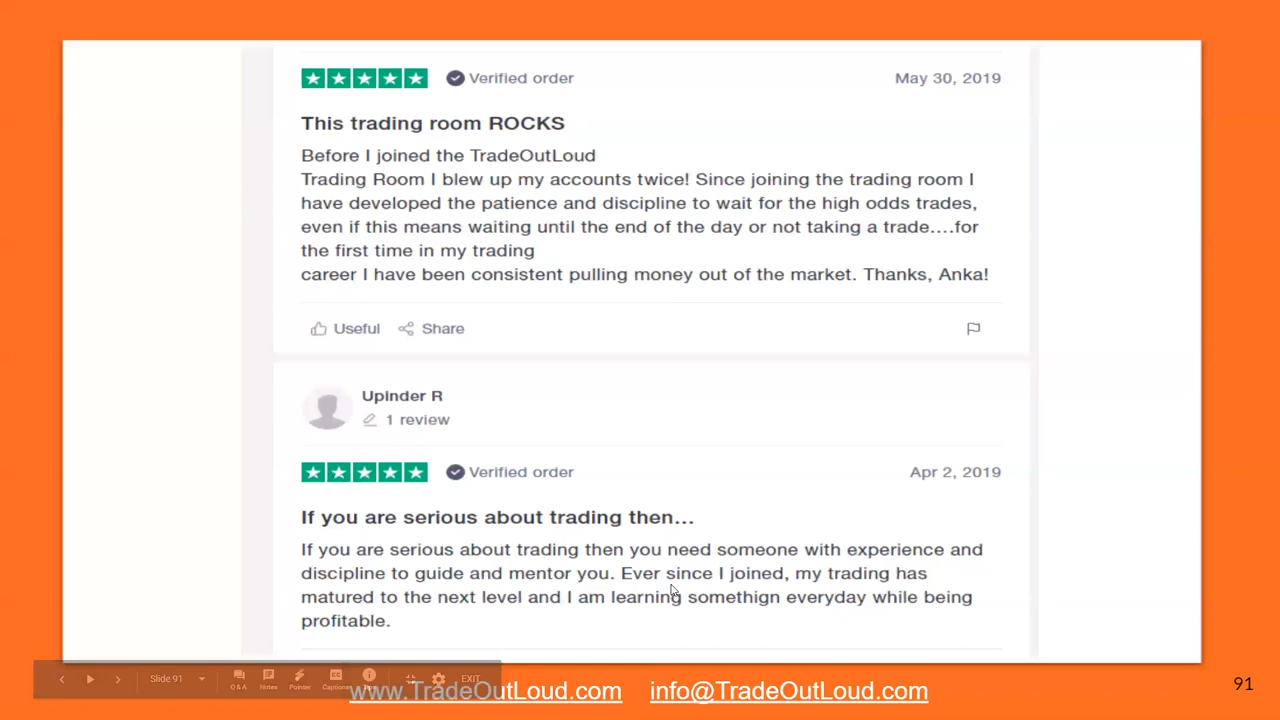 Verified order
May 30, 2019
This trading room ROCKS
Before I joined the TradeOutLoud
Trading Room I blew up my accounts twice! Since joining the trading room I
have developed the patience and discipline to wait for the high odds trades,
even if this means waiting until the end of the day or not taking a trade....for
the first time in my trading
career I have been consistent pulling money out of the market. Thanks, Anka!
Useful
Share
Upinder R
1 review
Verified order
Apr 2, 2019
If you are serious about trading then...
If you are serious about trading then you need someone with experience and
discipline to guide and mentor you. Ever since I joined, my trading has
matured to the next level and I am learning somethign everyday while being
profitable.
Slide 91
Q&A
Notes
Pointer
CC
Captions
EXIT
www.TradeOutLoud.com
info@TradeOutLoud.com
91